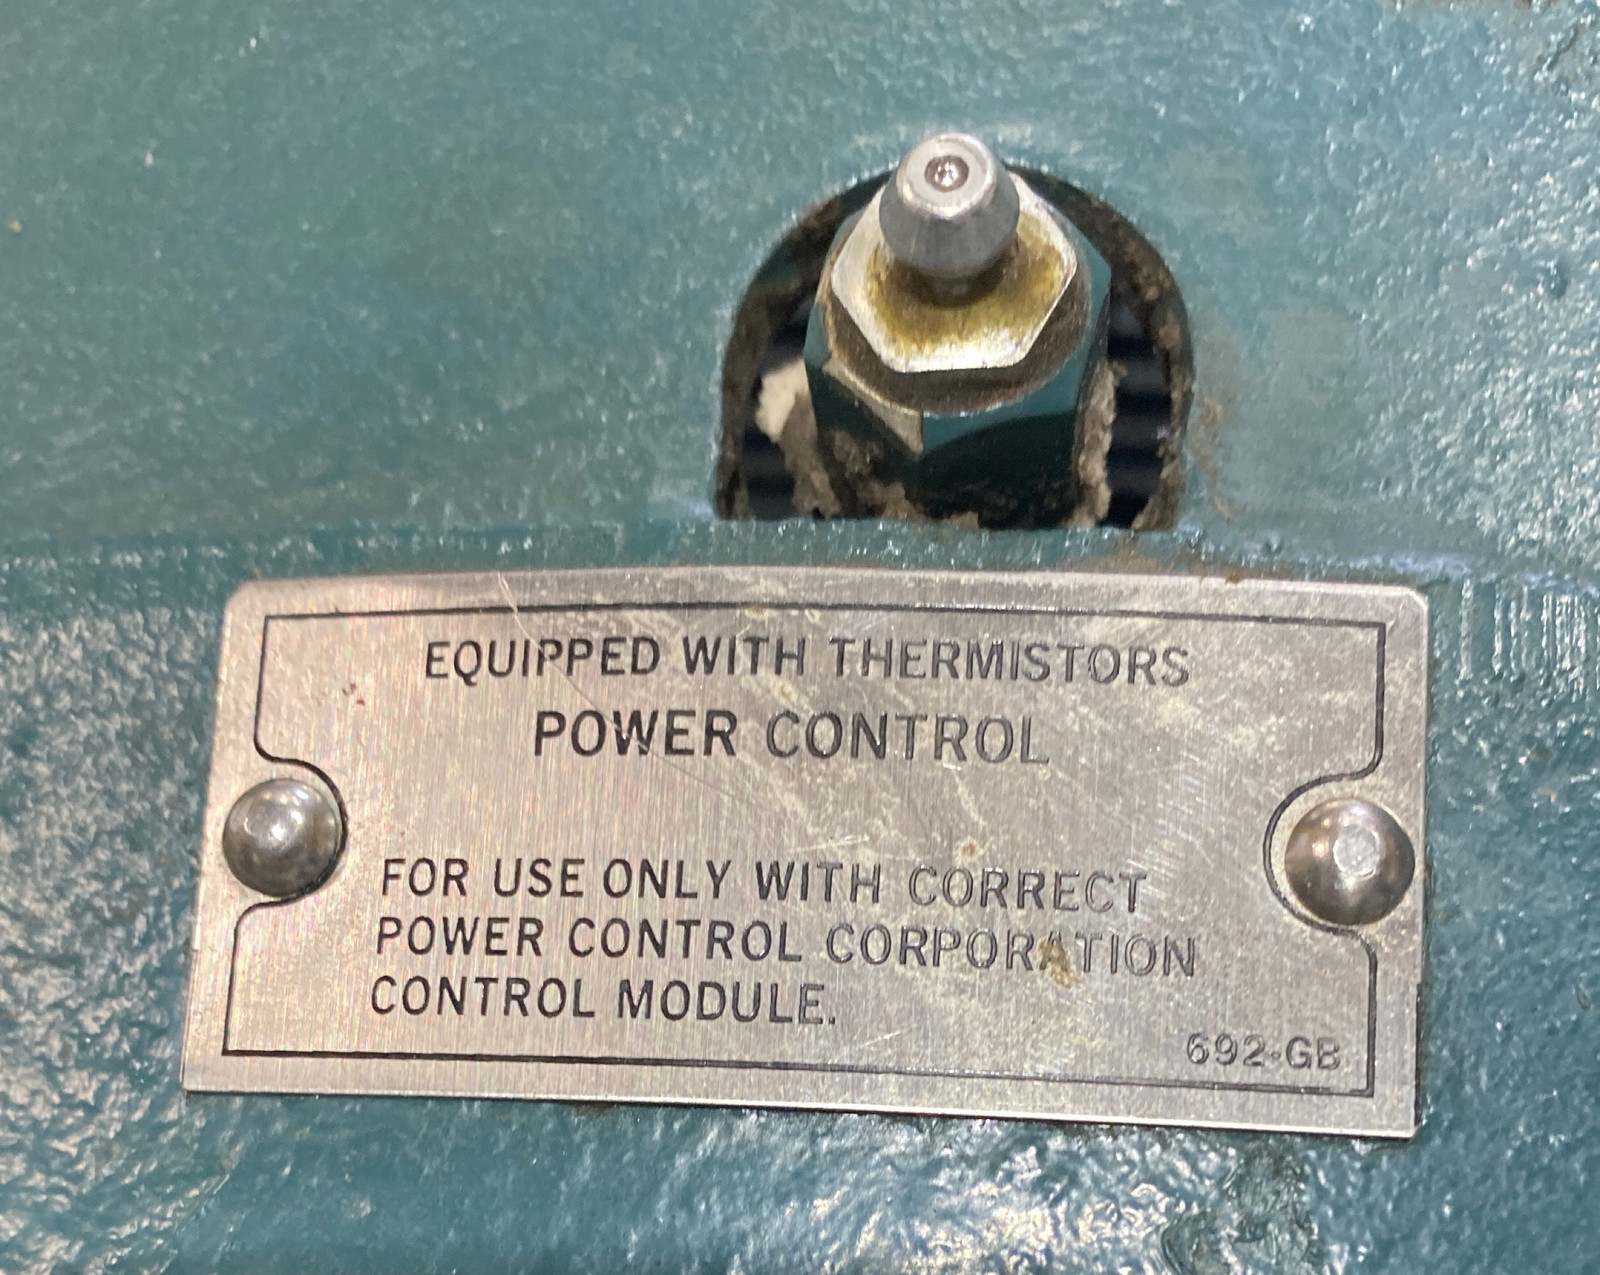 EQUIPPED WITH THERMISTORS
POWER CONTROL
FOR USE ONLY WITH CORRECT
POWER CONTROL CORPORATION
CONTROL MODULE.
692-GB